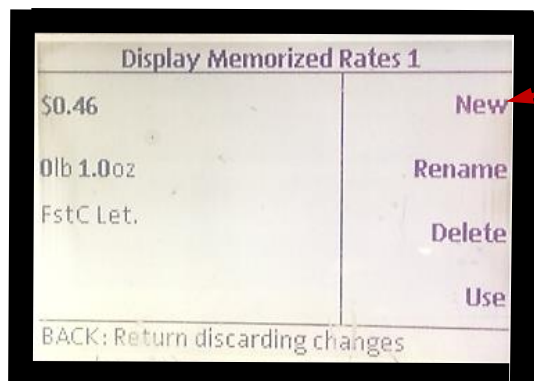 Display Memorized Rates 1
$0.46
New
0lb 1.0oz
Rename
FstC Let.
Delete
Use
BACK: Return discarding changes